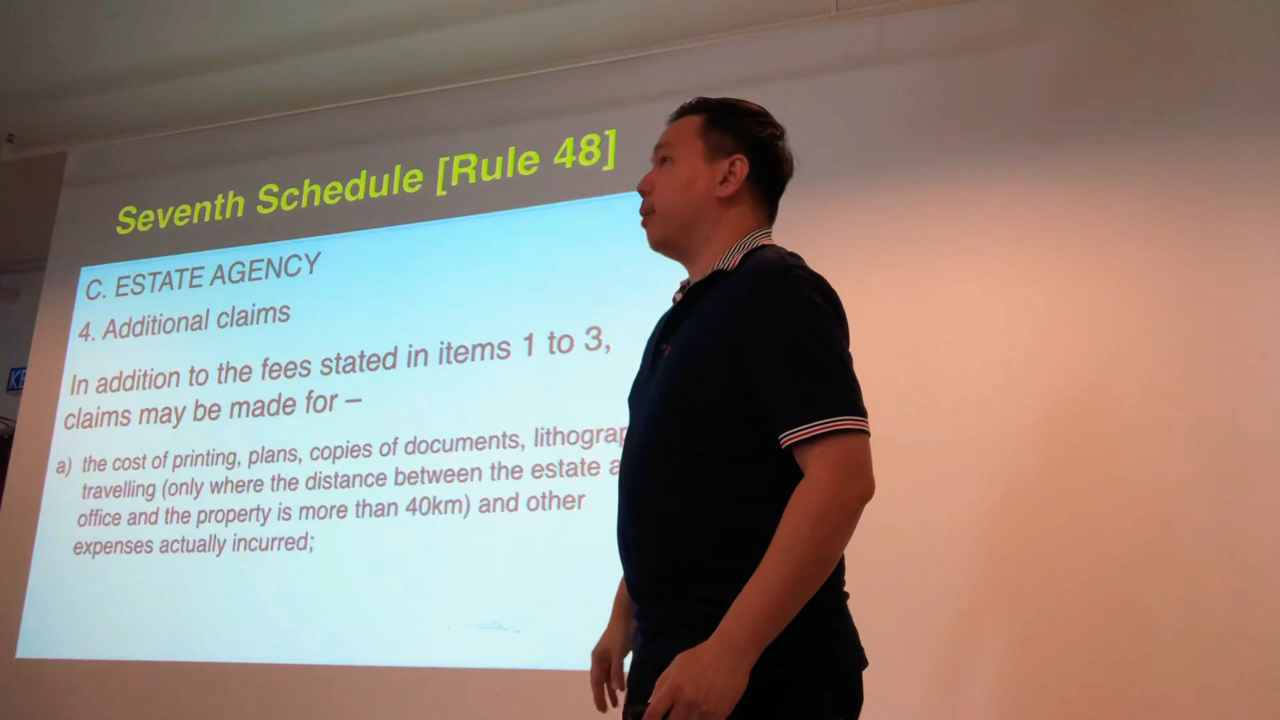 Seventh Schedule [Rule 48]
C. ESTATE AGENCY
4. Additional claims
In addition to the fees stated in items 1 to 3,
claims may be made for –
a) the cost of printing, plans, copies of documents,
travelling (only where the distance between the estate
office and the property is more than 40km) and other
expenses actually incurred;